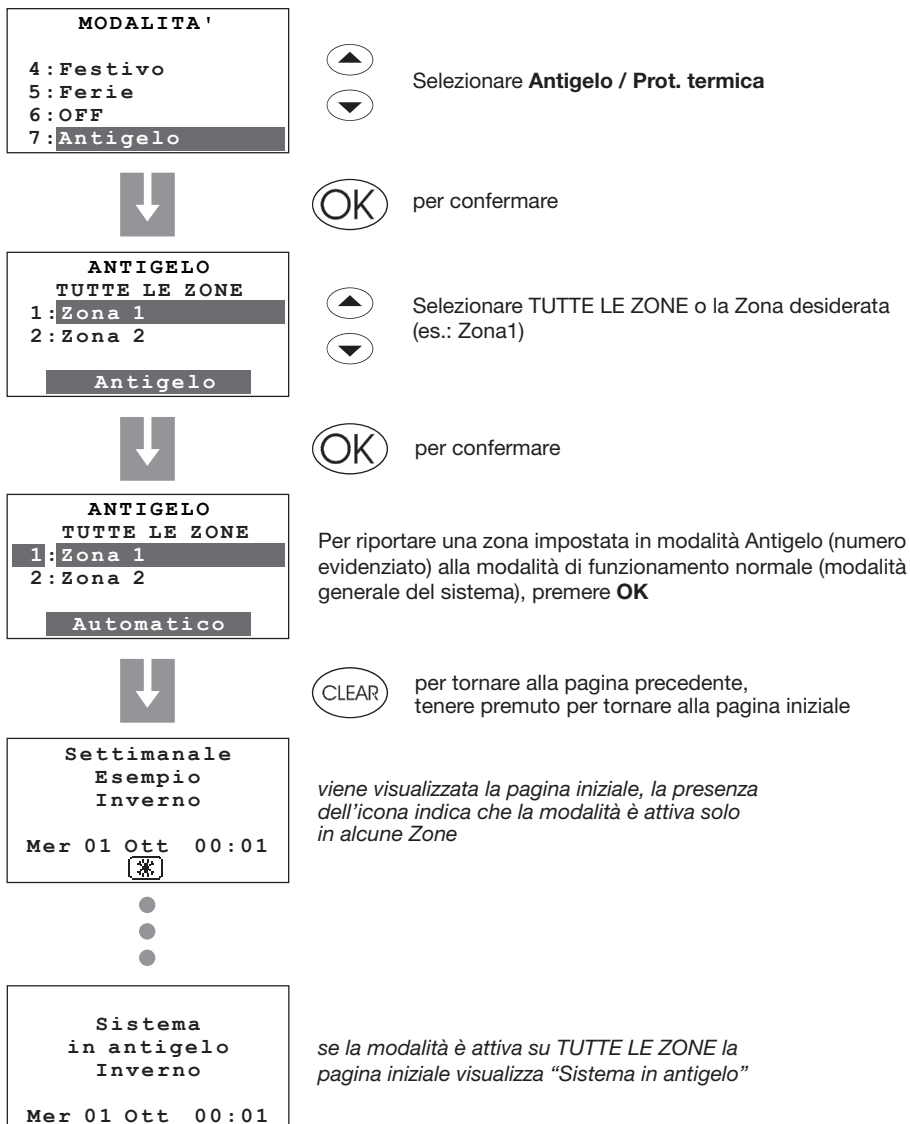 MODALITA'
4:Festivo
5:Ferie
6:OFF
7:Antigelo
Selezionare Antigelo / Prot. termica
OK
per confermare
ANTIGELO
TUTTE LE ZONE
1:Zona 1
2:Zona 2
Antigelo
Selezionare TUTTE LE ZONE o la Zona desiderata
(es.: Zona1)
OK
per confermare
ANTIGELO
TUTTE LE ZONE
1:Zona 1
2:Zona 2
Automatico
Per riportare una zona impostata in modalità Antigelo (numero
evidenziato) alla modalità di funzionamento normale (modalità
generale del sistema), premere OK
CLEAR
per tornare alla pagina precedente,
tenere premuto per tornare alla pagina iniziale
Settimanale
Esempio
Inverno
Mer 01 Ott 00:01
viene visualizzata la pagina iniziale, la presenza
dell'icona indica che la modalità è attiva solo
in alcune Zone
Sistema
in antigelo
Inverno
Mer 01 Ott 00:01
se la modalità è attiva su TUTTE LE ZONE la
pagina iniziale visualizza “Sistema in antigelo”